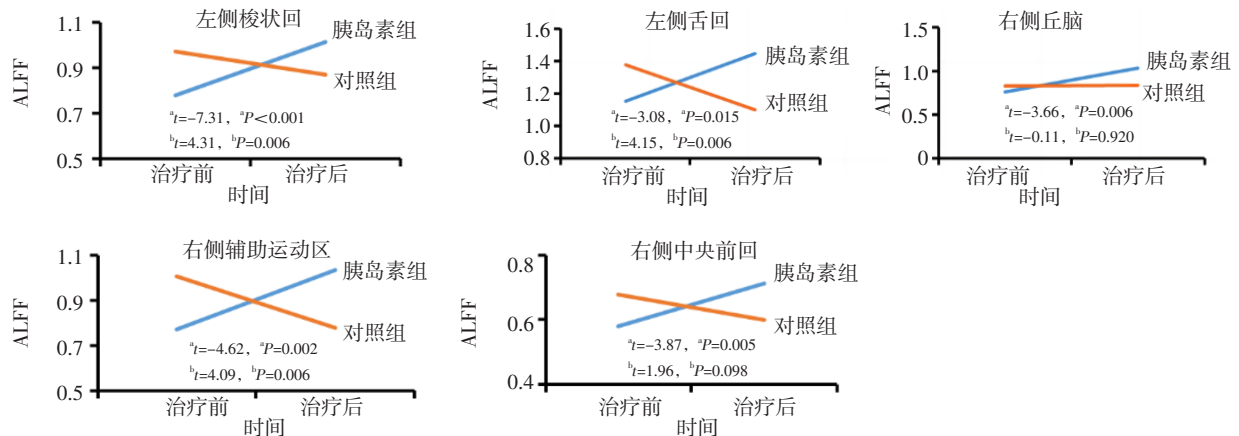 左侧梭状回
ALFF
1.1
0.9
0.7
0.5
胰岛素组
对照组
ᵃt=-7.31，ᵃP<0.001
ᵇt=4.31，ᵇP=0.006
治疗前
治疗后
时间
左侧舌回
ALFF
1.6
1.4
1.2
1.0
0.8
胰岛素组
对照组
ᵃt=-3.08，ᵃP=0.015
ᵇt=4.15，ᵇP=0.006
治疗前
治疗后
时间
右侧丘脑
ALFF
1.5
1.0
0.5
0
胰岛素组
对照组
ᵃt=-3.66，ᵃP=0.006
ᵇt=-0.11，ᵇP=0.920
治疗前
治疗后
时间
右侧辅助运动区
ALFF
1.1
0.9
0.7
0.5
胰岛素组
对照组
ᵃt=-4.62，ᵃP=0.002
ᵇt=4.09，ᵇP=0.006
治疗前
治疗后
时间
右侧中央前回
ALFF
0.8
0.6
0.4
胰岛素组
对照组
ᵃt=-3.87，ᵃP=0.005
ᵇt=1.96，ᵇP=0.098
治疗前
治疗后
时间